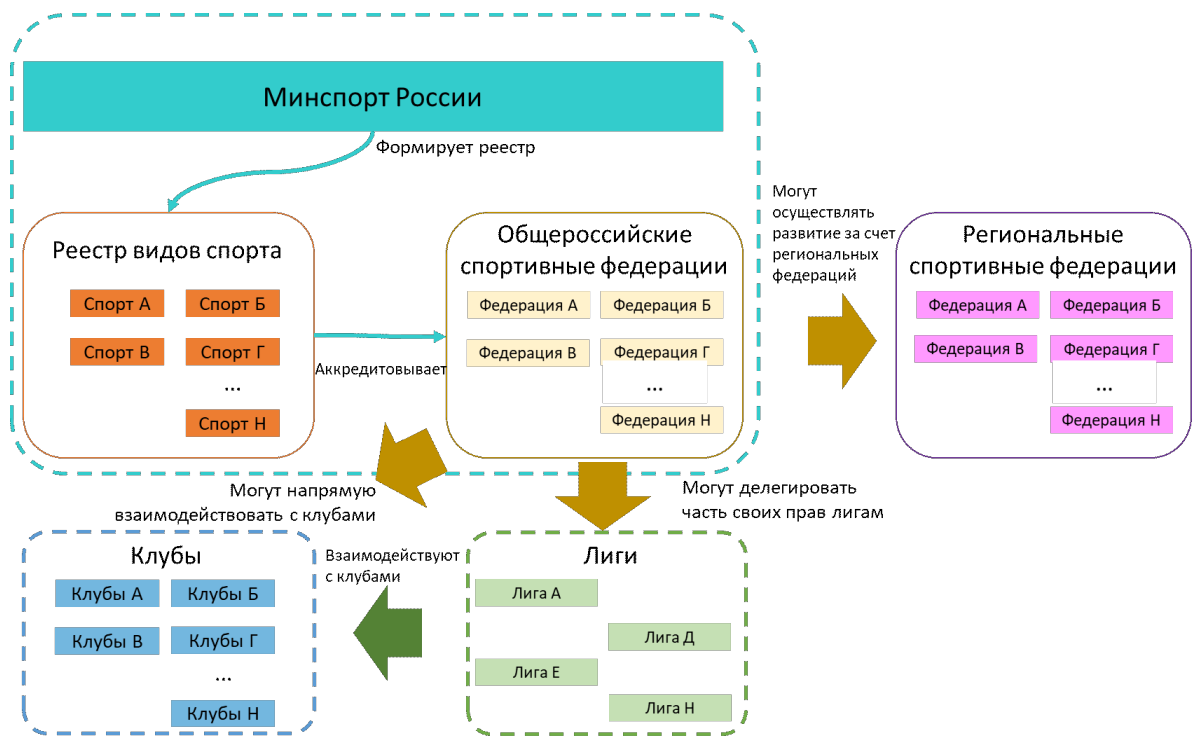 Минспорт России
Формирует реестр
Реестр видов спорта
Спорт А
Спорт Б
Спорт В
Спорт Г
...
Спорт Н
Аккредитовывает
Общероссийские
спортивные федерации
Федерация А
Федерация Б
Федерация В
Федерация Г
...
Федерация Н
Могут
осуществлять
развитие за счет
региональных
федераций
Региональные
спортивные федерации
Федерация А
Федерация Б
Федерация В
Федерация Г
...
Федерация Н
Могут напрямую
взаимодействовать с клубами
Могут делегировать
часть своих прав лигам
Клубы
Клубы А
Клубы Б
Клубы В
Клубы Г
...
Клубы Н
Взаимодействуют
с клубами
Лиги
Лига А
Лига Д
Лига Е
Лига Н